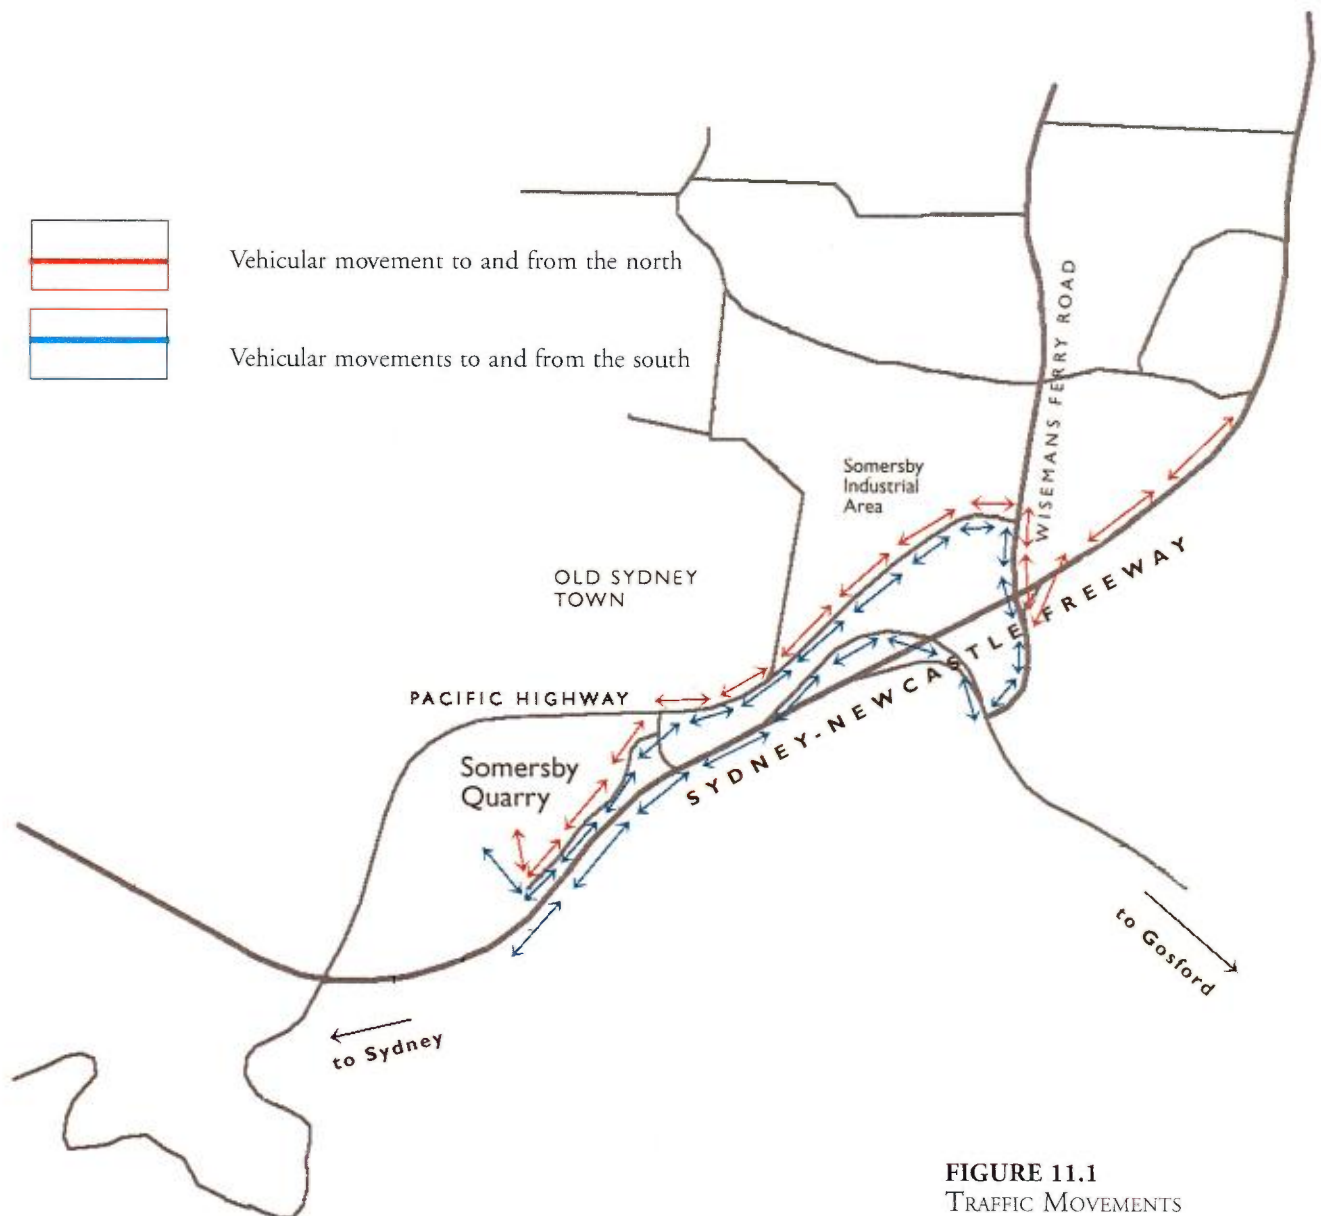 Vehicular movement to and from the north
Vehicular movements to and from the south
WISEMANS FERRY ROAD
Somersby
Industrial
Area
OLD SYDNEY
TOWN
SYDNEY-NEWCASTLE FREEWAY
PACIFIC HIGHWAY
Somersby
Quarry
to Gosford
to Sydney
FIGURE 11.1
TRAFFIC MOVEMENTS